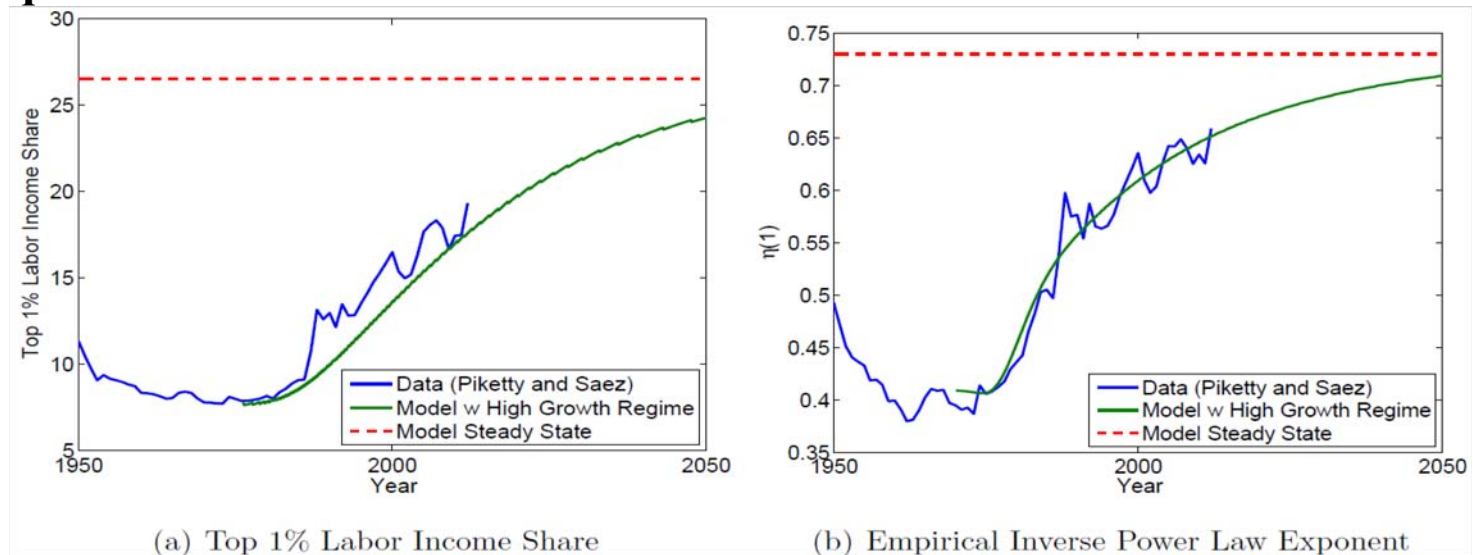 30
25
20
15
10
5
Top 1% Labor Income Share
Data (Piketty and Saez)
Model w High Growth Regime
Model Steady State
1950 2000 2050
Year
(a) Top 1% Labor Income Share
0.75
0.7
0.65
0.6
0.55
0.5
0.45
0.4
0.35
η(1)
Data (Piketty and Saez)
Model w High Growth Regime
Model Steady State
1950 2000 2050
Year
(b) Empirical Inverse Power Law Exponent